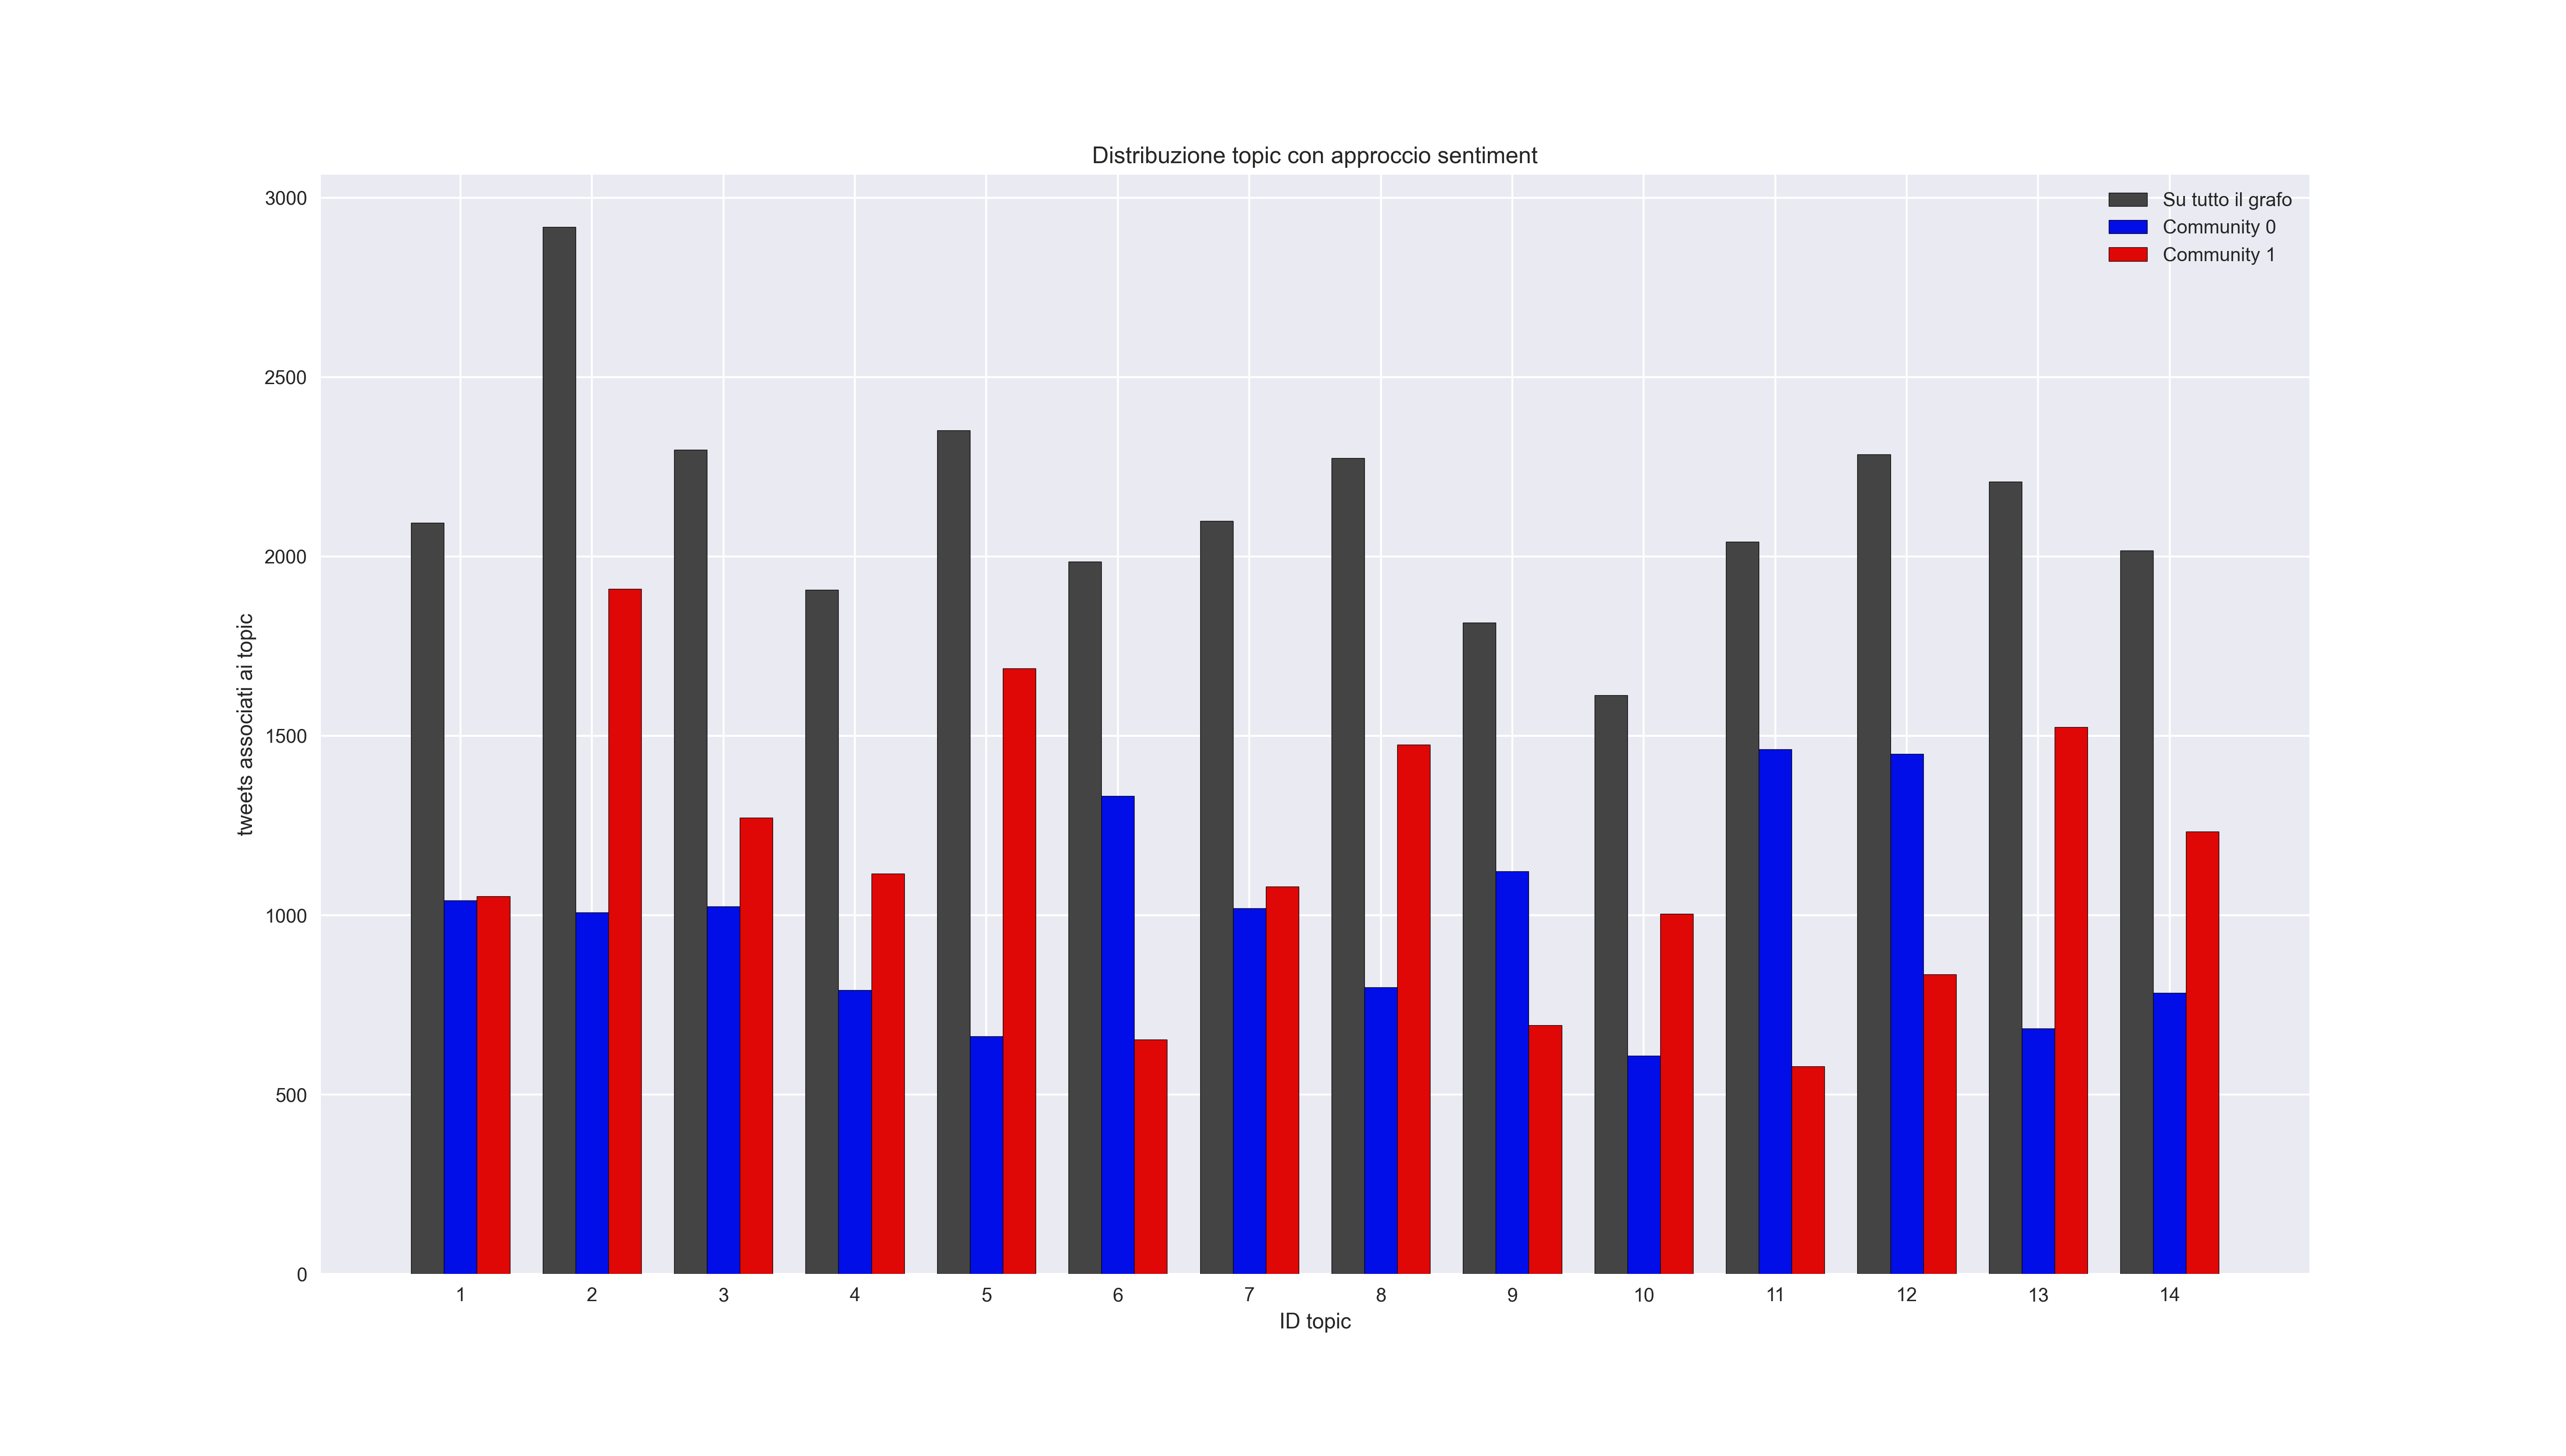 Distribuzione topic con approccio sentiment
Su tutto il grafo
Community 0
Community 1
3000
2500
2000
1500
1000
500
0
tweets associati ai topic
1 2 3 4 5 6 7 8 9 10 11 12 13 14
ID topic